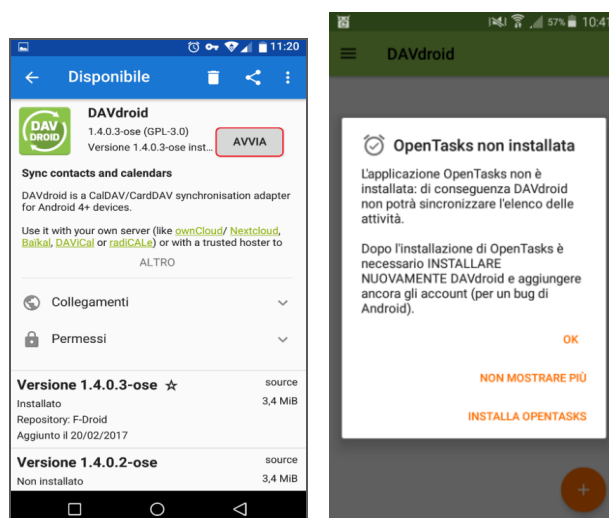 11:20
Disponibile
DAV
DROID
DAVdroid
1.4.0.3-ose (GPL-3.0)
Versione 1.4.0.3-ose inst...
AVVIA
Sync contacts and calendars
DAVdroid is a CalDAV/CardDAV synchronisation adapter
for Android 4+ devices.
Use it with your own server (like ownCloud/ Nextcloud,
Baïkal, DAViCal or radiCALe) or with a trusted hoster to
ALTRO
Collegamenti
Permessi
Versione 1.4.0.3-ose ☆ source
Installato 3,4 MiB
Repository: F-Droid
Aggiunto il 20/02/2017
Versione 1.4.0.2-ose source
Non installato 3,4 MiB
57% 10:41
DAVdroid
OpenTasks non installata
L'applicazione OpenTasks non è
installata: di conseguenza DAVdroid
non potrà sincronizzare l'elenco delle
attività.
Dopo l'installazione di OpenTasks è
necessario INSTALLARE
NUOVAMENTE DAVdroid e aggiungere
ancora gli account (per un bug di
Android).
OK
NON MOSTRARE PIÙ
INSTALLA OPENTASKS